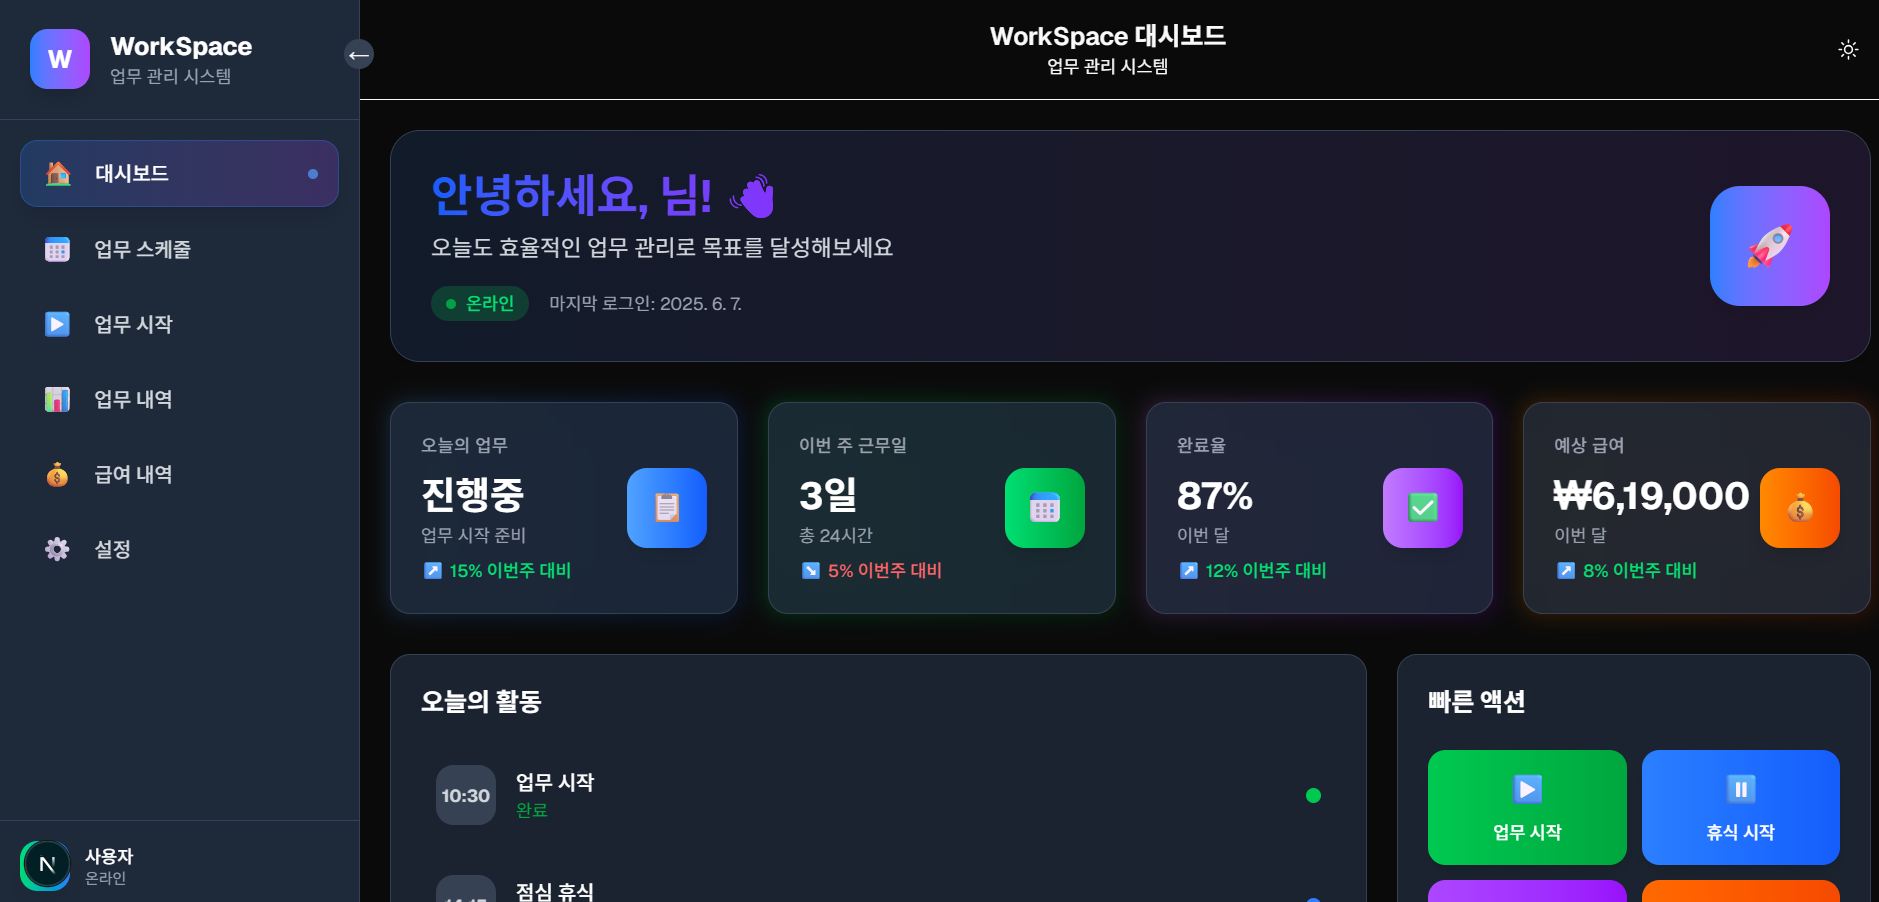 W
WorkSpace
업무 관리 시스템
←
대시보드
업무 스케줄
업무 시작
업무 내역
급여 내역
설정
N
사용자
온라인
WorkSpace 대시보드
업무 관리 시스템
안녕하세요, 님! 👋
오늘도 효율적인 업무 관리로 목표를 달성해보세요
온라인
마지막 로그인: 2025. 6. 7.
오늘의 업무
진행중
업무 시작 준비
15% 이번주 대비
이번 주 근무일
3일
총 24시간
5% 이번주 대비
완료율
87%
이번 달
12% 이번주 대비
예상 급여
₩6,19,000
이번 달
8% 이번주 대비
오늘의 활동
10:30
업무 시작
완료
점심 휴식
빠른 액션
업무 시작
휴식 시작